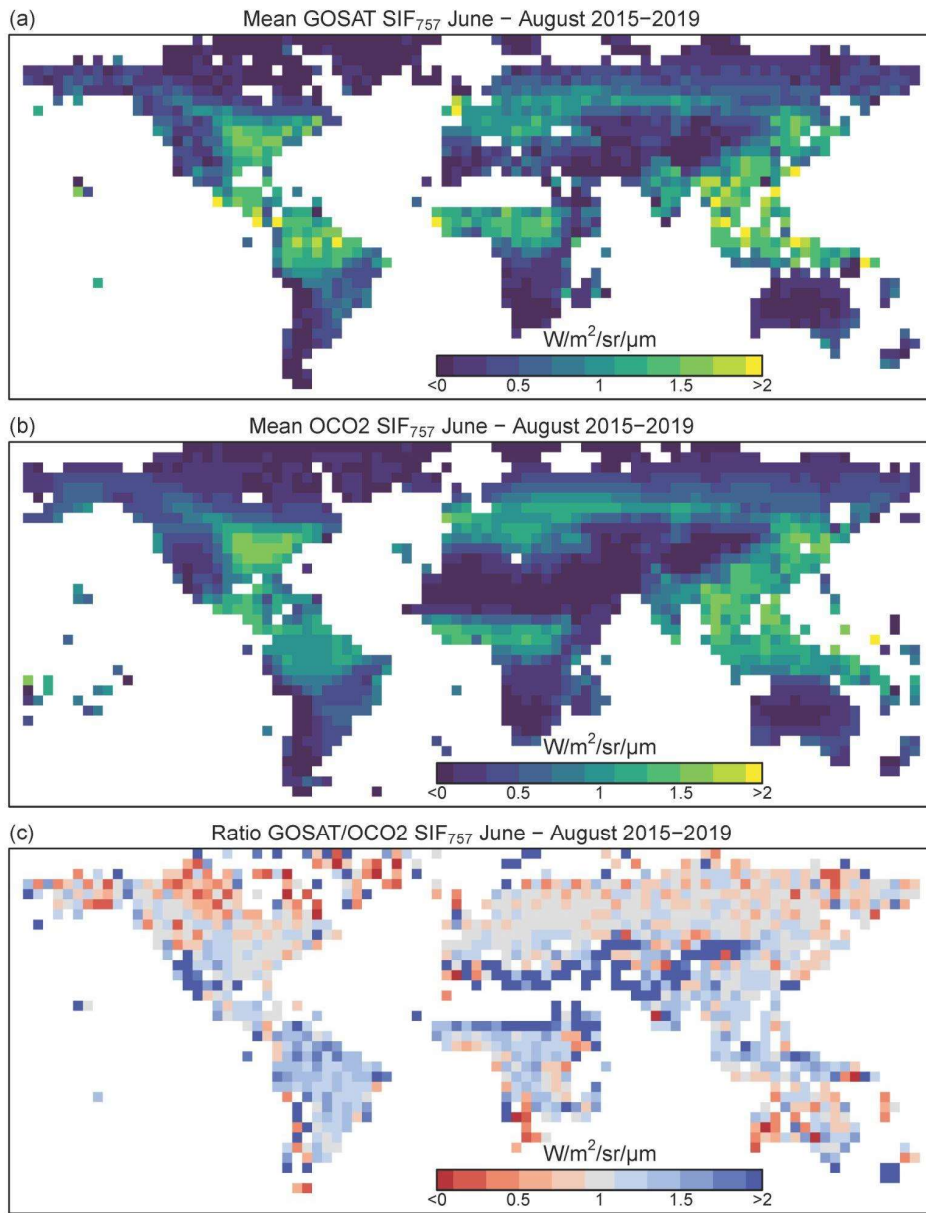 (a) Mean GOSAT SIF₇₅₇ June − August 2015−2019
W/m²/sr/µm
<0 0.5 1 1.5 >2
(b) Mean OCO2 SIF₇₅₇ June − August 2015−2019
W/m²/sr/µm
<0 0.5 1 1.5 >2
(c) Ratio GOSAT/OCO2 SIF₇₅₇ June − August 2015−2019
W/m²/sr/µm
<0 0.5 1 1.5 >2